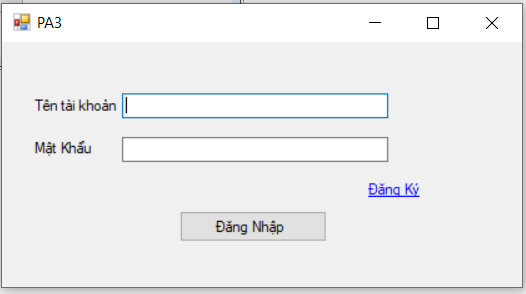 PA3
Tên tài khoản
Mật Khẩu
Đăng Ký
Đăng Nhập